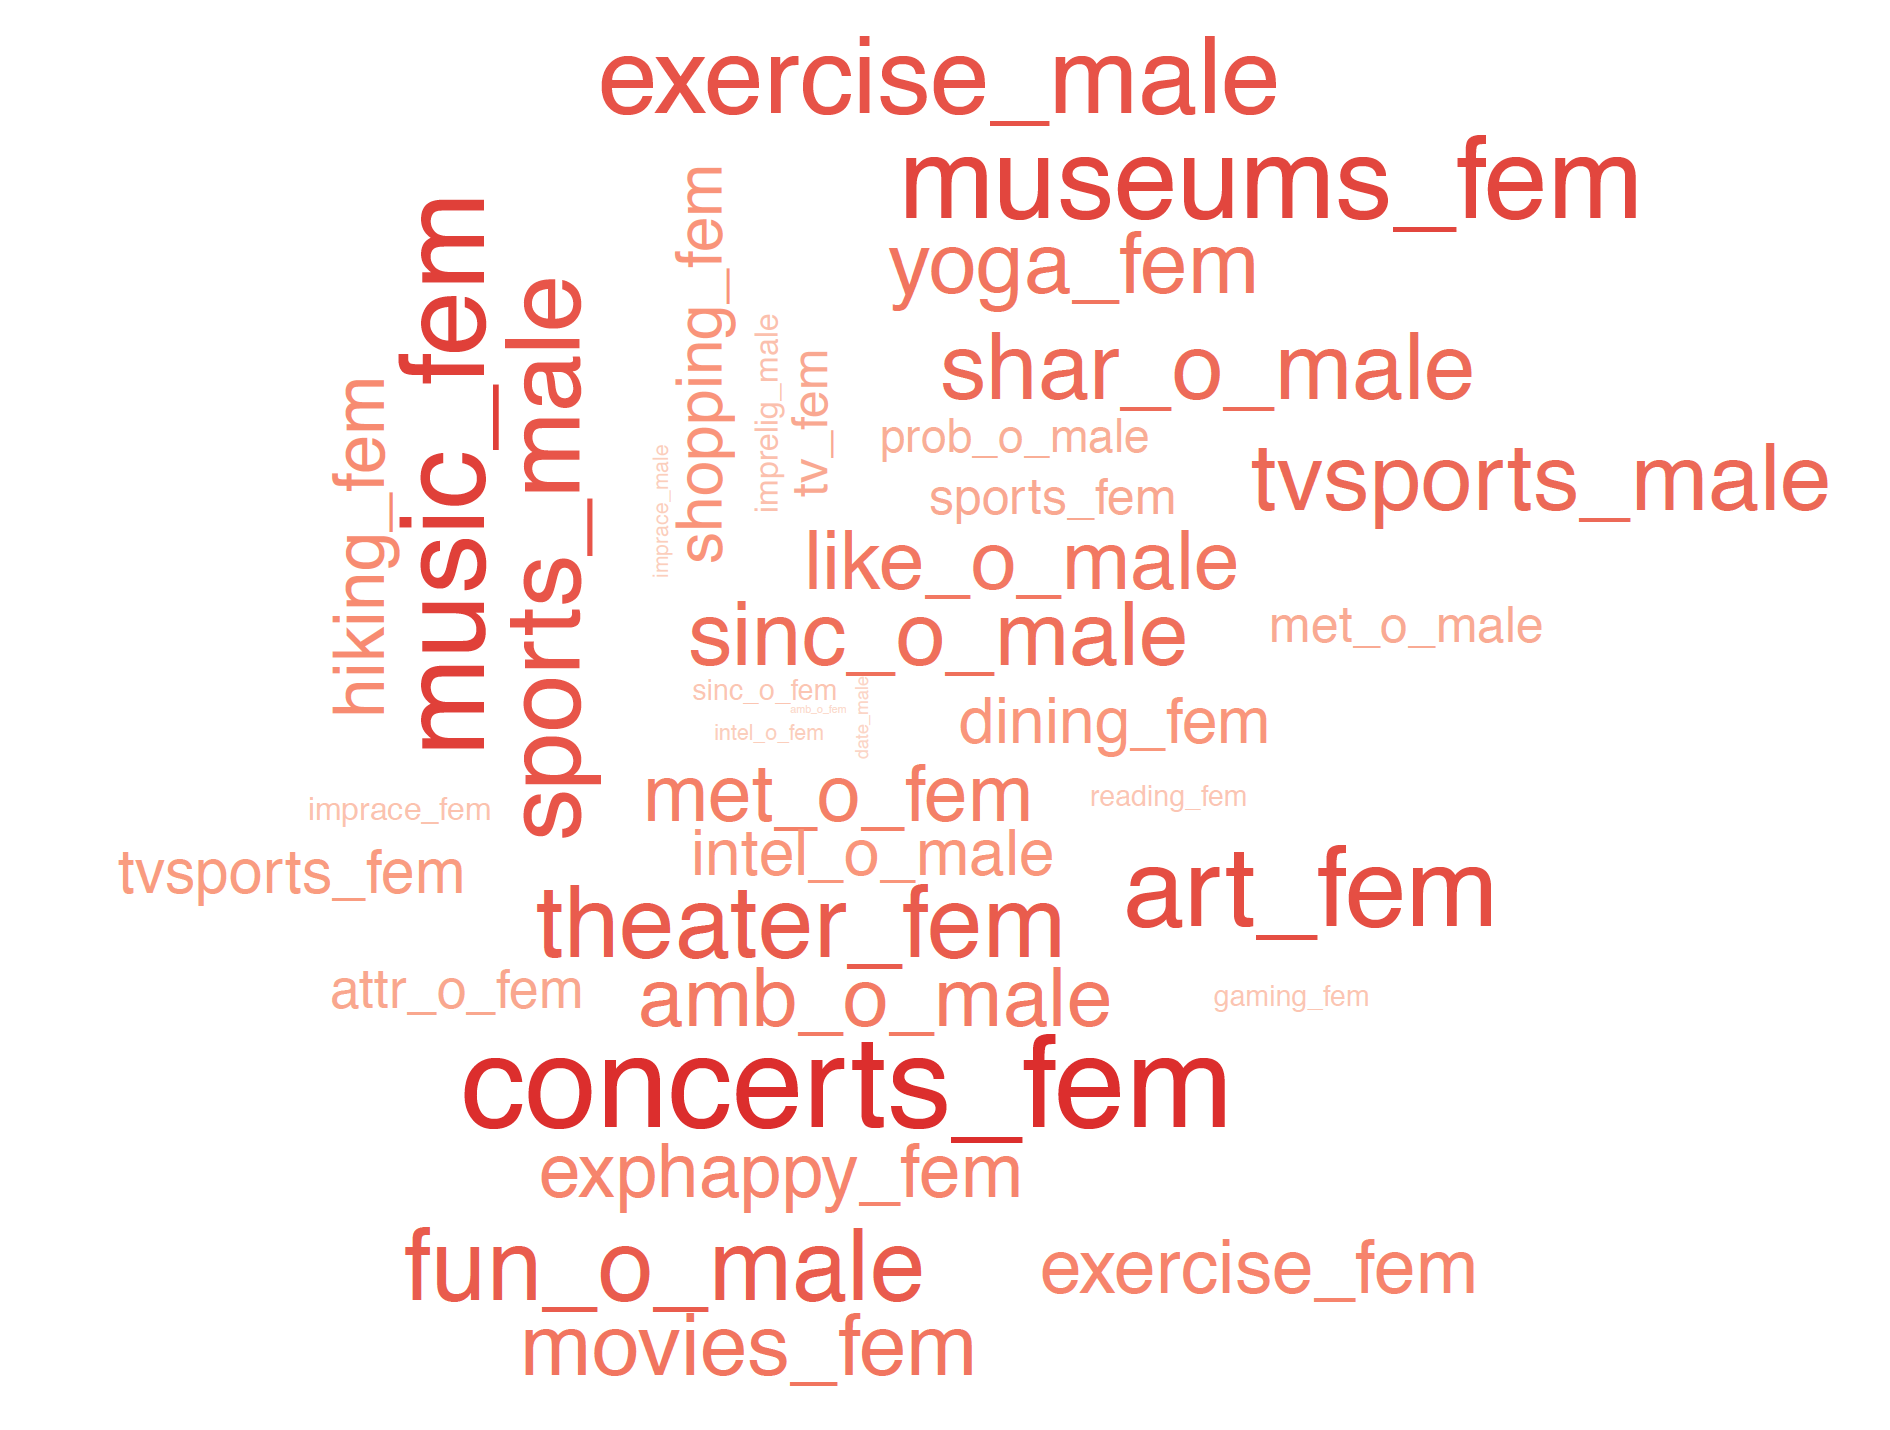 exercise_male
museums_fem
yoga_fem
shopping_fem
music_fem
sports_male
hiking_fem
imprelig_male
tv_fem
imprace_male
shar_o_male
prob_o_male
tvsports_male
sports_fem
like_o_male
sinc_o_male
met_o_male
sinc_o_fem
amb_o_fem
date_male
intel_o_fem
dining_fem
met_o_fem
reading_fem
imprace_fem
intel_o_male
tvsports_fem
art_fem
theater_fem
attr_o_fem
amb_o_male
gaming_fem
concerts_fem
exphappy_fem
fun_o_male
exercise_fem
movies_fem